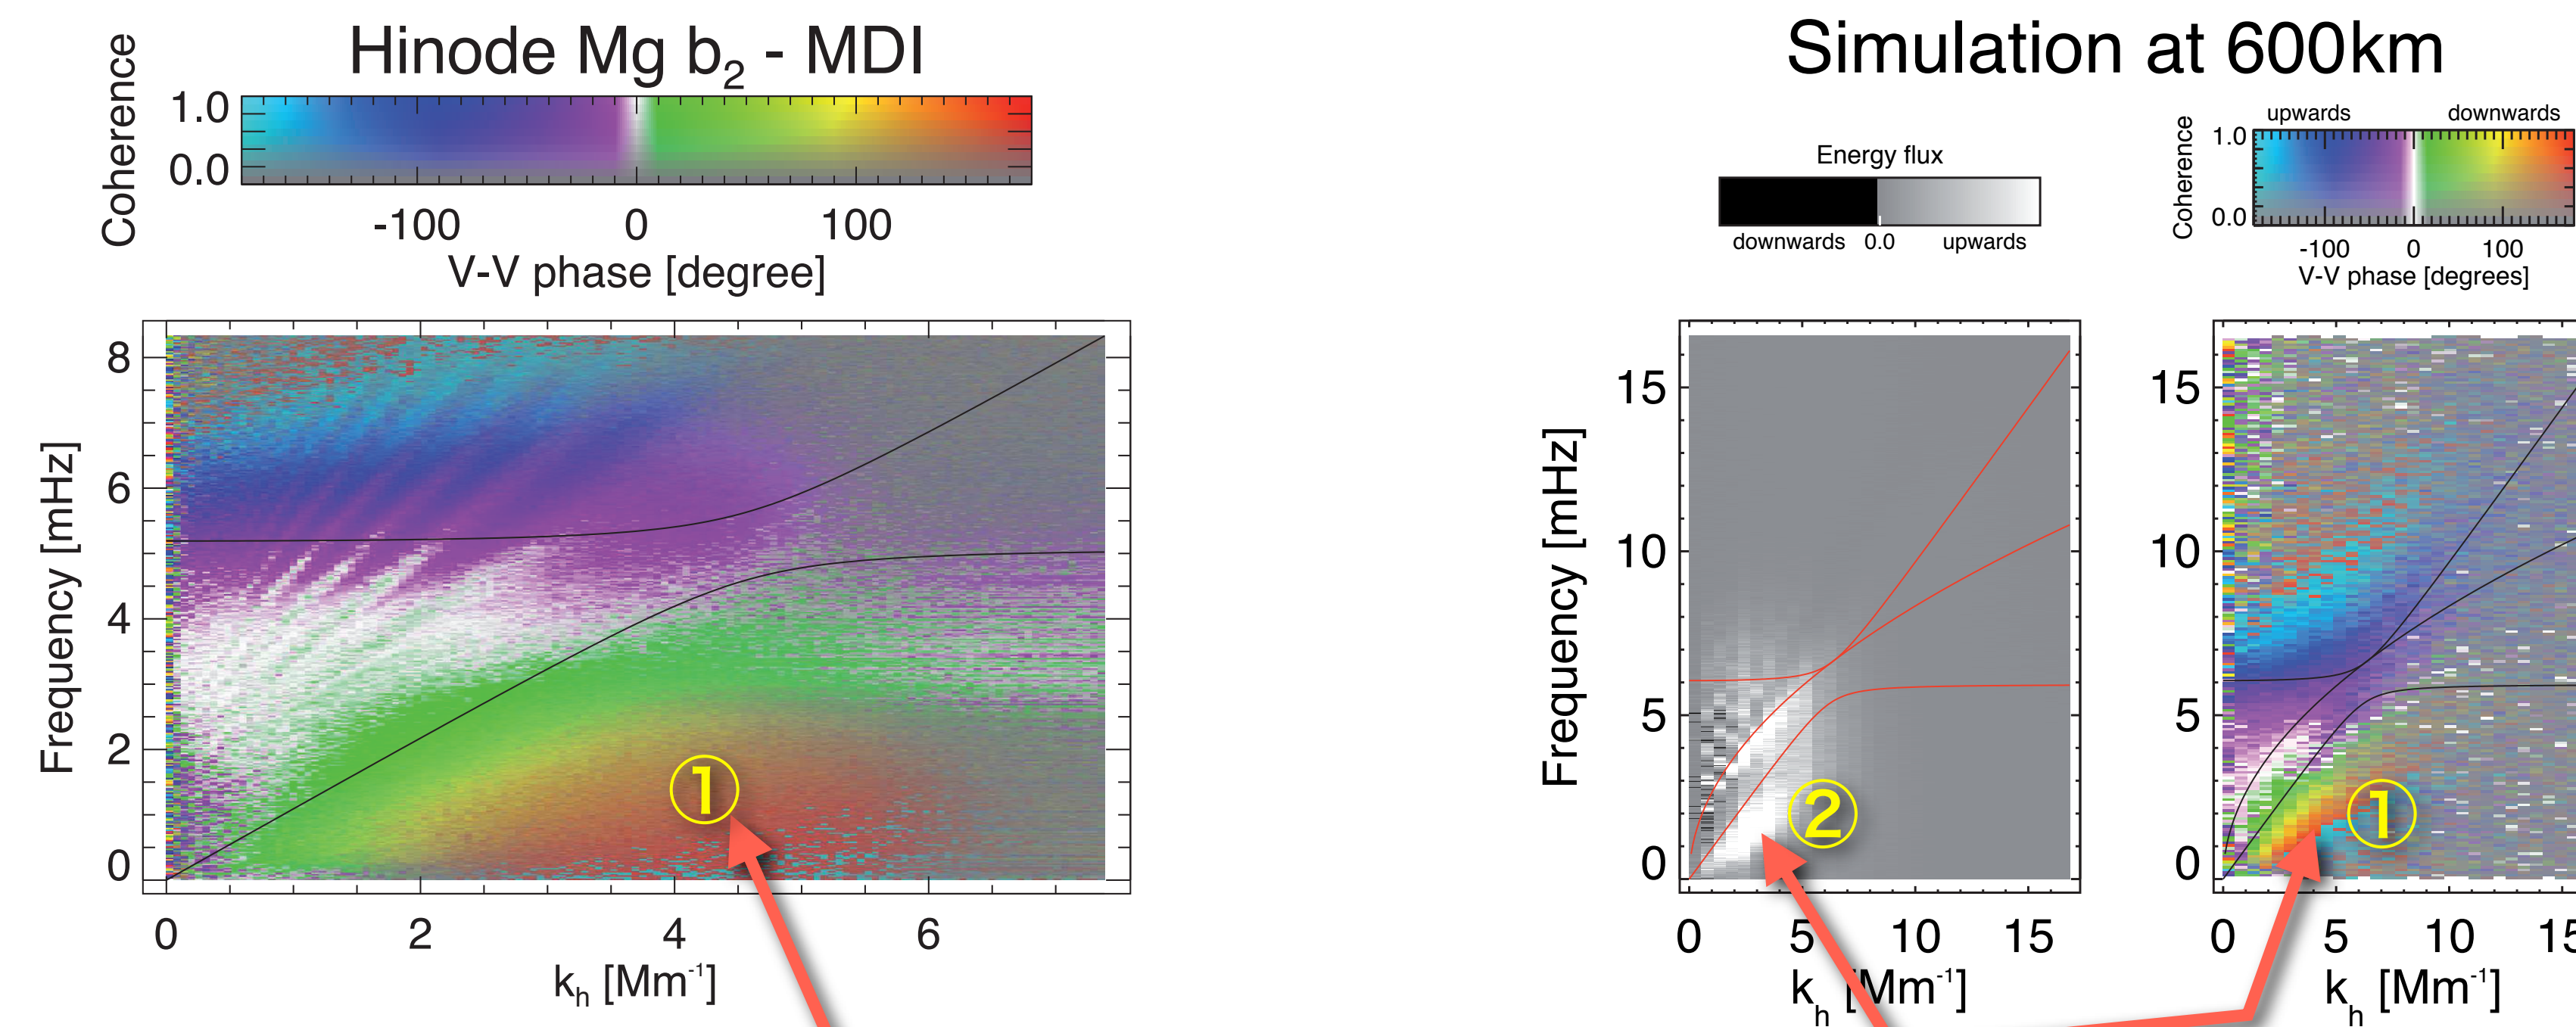 Hinode Mg b2 - MDI
Coherence
1.0
0.0
-100 0 100
V-V phase [degree]
Frequency [mHz]
8
6
4
2
0
①
0 2 4 6
kh [Mm-1]
Simulation at 600km
Energy flux
downwards 0.0 upwards
upwards downwards
Coherence
1.0
0.0
-100 0 100
V-V phase [degrees]
Frequency [mHz]
15
10
5
0
②
0 5 10 15
kh [Mm-1]
15
10
5
0
①
0 5 10 15
kh [Mm-1]